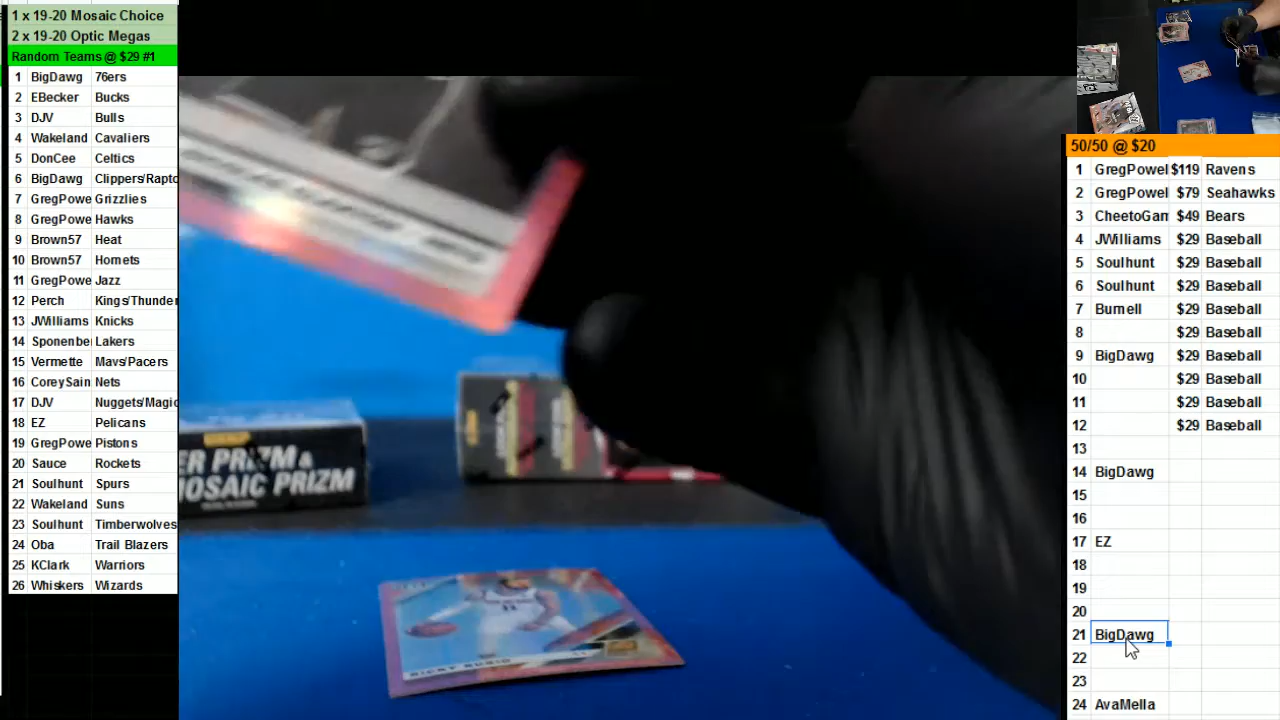 1 x 19-20 Mosaic Choice
2 x 19-20 Optic Megas
Random Teams @ $29 #1
1 BigDawg 76ers
2 EBecker Bucks
3 DJV Bulls
4 Wakeland Cavaliers
5 DonCee Celtics
6 BigDawg Clippers/Rapto
7 GregPowe Grizzlies
8 GregPowe Hawks
9 Brown57 Heat
10 Brown57 Hornets
11 GregPowe Jazz
12 Perch Kings/Thunder
13 JWilliams Knicks
14 Sponenbe Lakers
15 Vermette Mavs/Pacers
16 CoreySain Nets
17 DJV Nuggets/Magic
18 EZ Pelicans
19 GregPowe Pistons
20 Sauce Rockets
21 Soulhunt Spurs
22 Wakeland Suns
23 Soulhunt Timberwolves
24 Oba Trail Blazers
25 KClark Warriors
26 Whiskers Wizards
ER PRIZM &
MOSAIC PRIZM
RICKY RUBIO
50/50 @ $20
1 GregPowel $119 Ravens
2 GregPowel $79 Seahawks
3 CheetoGam $49 Bears
4 JWilliams $29 Baseball
5 Soulhunt $29 Baseball
6 Soulhunt $29 Baseball
7 Burnell $29 Baseball
8 $29 Baseball
9 BigDawg $29 Baseball
10 $29 Baseball
11 $29 Baseball
12 $29 Baseball
13
14 BigDawg
15
16
17 EZ
18
19
20
21 BigDawg
22
23
24 AvaMella